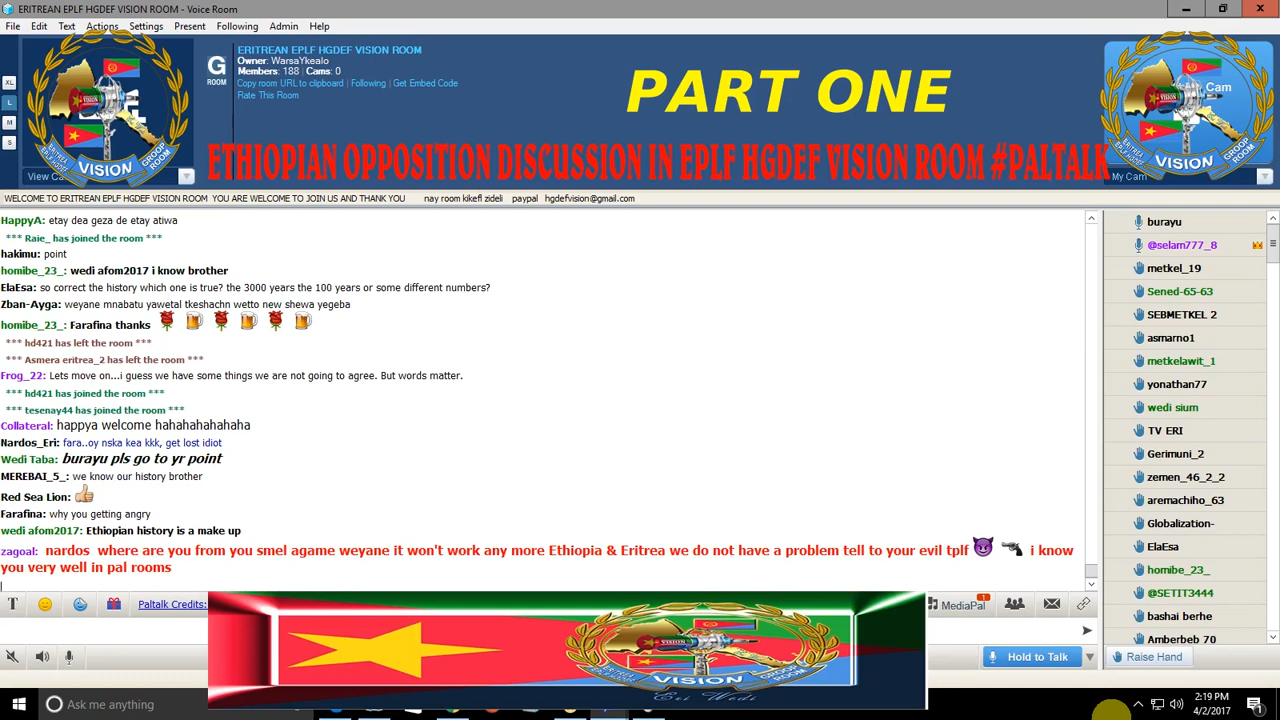 ERITREAN EPLF HGDEF VISION ROOM - Voice Room
File Edit Text Actions Settings Present Following Admin Help
G
ROOM
ERITREAN EPLF HGDEF VISION ROOM
Owner: WarsaYkealo
Members: 188 | Cams: 0
Copy room URL to clipboard | Following | Get Embed Code
Rate This Room
PART ONE
ETHIOPIAN OPPOSITION DISCUSSION IN EPLF HGDEF VISION ROOM #PALTALK
XL
L
M
S
VISION
VISION
Cam
My Cam
WELCOME TO ERITREAN EPLF HGDEF VISION ROOM YOU ARE WELCOME TO JOIN US AND THANK YOU nay room kikefl zideli paypal hgdefvision@gmail.com
HappyA: etay dea geza de etay atiwa
*** Raie_ has joined the room ***
hakimu: point
homibe_23_: wedi afom2017 i know brother
ElaEsa: so correct the history which one is true? the 3000 years the 100 years or some different numbers?
Zban-Ayga: weyane mnabatu yawetal tkeshachn wetto new shewa yegeba
homibe_23_: Farafina thanks
*** hd421 has left the room ***
*** Asmera eritrea_2 has left the room ***
Frog_22: Lets move on...i guess we have some things we are not going to agree. But words matter.
*** hd421 has joined the room ***
*** tesenay44 has joined the room ***
Collateral: happya welcome hahahahahahaha
Nardos_Eri: fara..oy nska kea kkk, get lost idiot
Wedi Taba: burayu pls go to yr point
MEREBAI_5_: we know our history brother
Red Sea Lion:
Farafina: why you getting angry
wedi afom2017: Ethiopian history is a make up
zagoal: nardos where are you from you smel agame weyane it won't work any more Ethiopia & Eritrea we do not have a problem tell to your evil tplf i know
you very well in pal rooms
burayu
@selam777_8
metkel_19
Sened-65-63
SEBMETKEL 2
asmarno1
metkelawit_1
yonathan77
wedi sium
TV ERI
Gerimuni_2
zemen_46_2_2
aremachiho_63
Globalization-
ElaEsa
homibe_23_
@SETIT3444
bashai berhe
Amberbeb 70
T
Paltalk Credits:
MediaPal
1
Hold to Talk
Raise Hand
VISION
Eri Wedi
Ask me anything
2:19 PM
4/2/2017
1